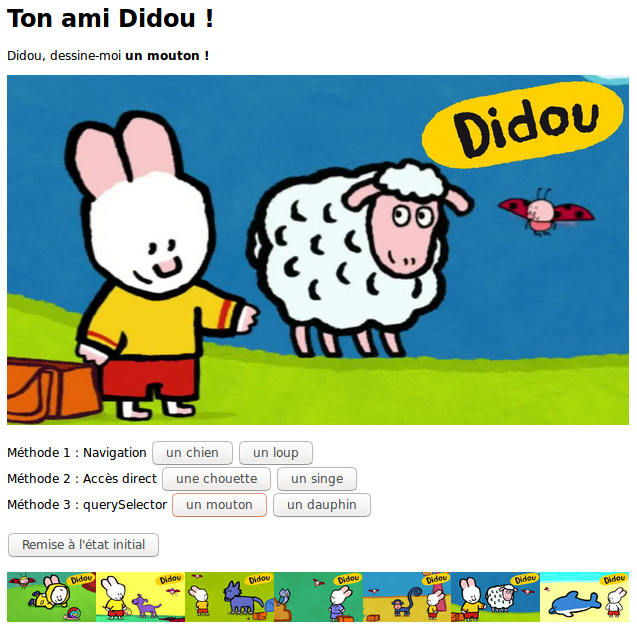 Ton ami Didou !
Didou, dessine-moi un mouton !
Didou
Méthode 1 : Navigation un chien un loup
Méthode 2 : Accès direct une chouette un singe
Méthode 3 : querySelector un mouton un dauphin
Remise à l'état initial
Didou Didou Didou Didou Didou Didou Didou